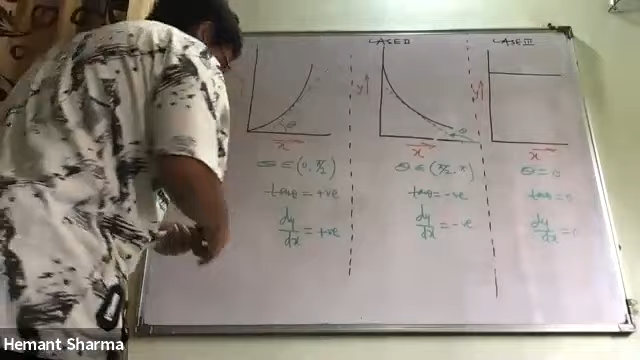 CASE II
CASE III
y
y
θ
θ
x
x
x
θ ∈ (0, π/2)
θ ∈ (π/2, π)
θ = 0
tanθ = +ve
tanθ = -ve
tanθ = 0
dy/dx = +ve
dy/dx = -ve
dy/dx = 0
Hemant Sharma